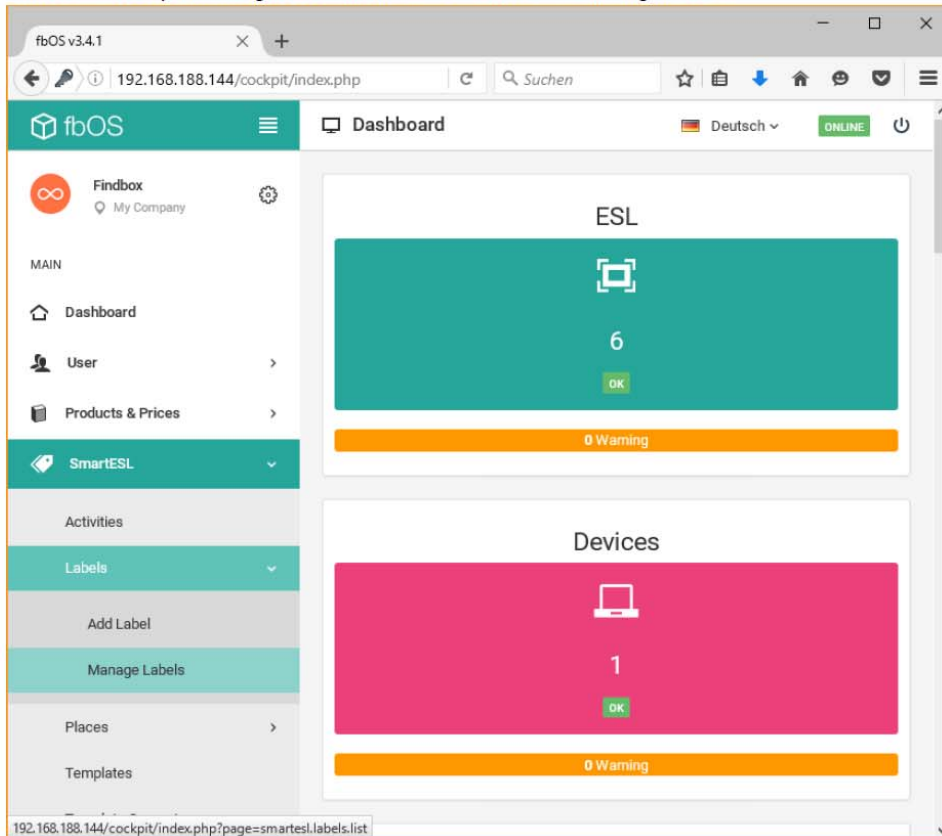 fbOS v3.4.1
192.168.188.144/cockpit/index.php
Suchen
fbOS
Dashboard
Deutsch
ONLINE
Findbox
My Company
MAIN
Dashboard
User
Products & Prices
SmartESL
Activities
Labels
Add Label
Manage Labels
Places
Templates
ESL
6
OK
0 Warning
Devices
1
OK
0 Warning
192.168.188.144/cockpit/index.php?page=smartesl.labels.list